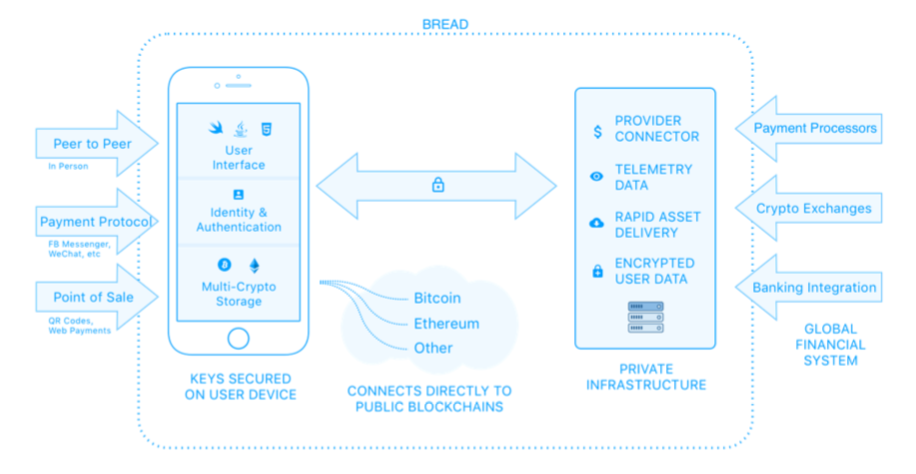 BREAD
Peer to Peer
In Person
Payment Protocol
FB Messenger,
WeChat, etc
Point of Sale
QR Codes,
Web Payments
User
Interface
Identity &
Authentication
Multi-Crypto
Storage
KEYS SECURED
ON USER DEVICE
Bitcoin
Ethereum
Other
CONNECTS DIRECTLY TO
PUBLIC BLOCKCHAINS
PROVIDER
CONNECTOR
TELEMETRY
DATA
RAPID ASSET
DELIVERY
ENCRYPTED
USER DATA
PRIVATE
INFRASTRUCTURE
Payment Processors
Crypto Exchanges
Banking Integration
GLOBAL
FINANCIAL
SYSTEM